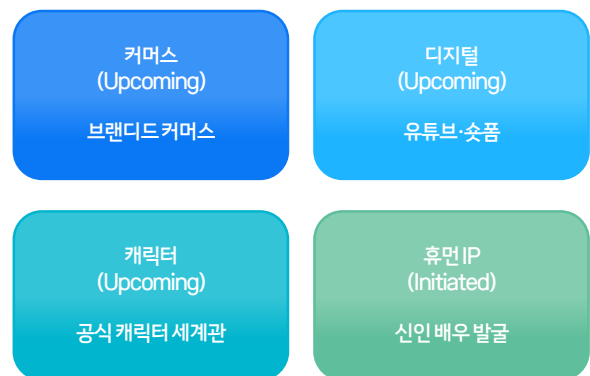 커머스
(Upcoming)
브랜디드 커머스
디지털
(Upcoming)
유튜브·숏폼
캐릭터
(Upcoming)
공식 캐릭터 세계관
휴먼 IP
(Initiated)
신인 배우 발굴